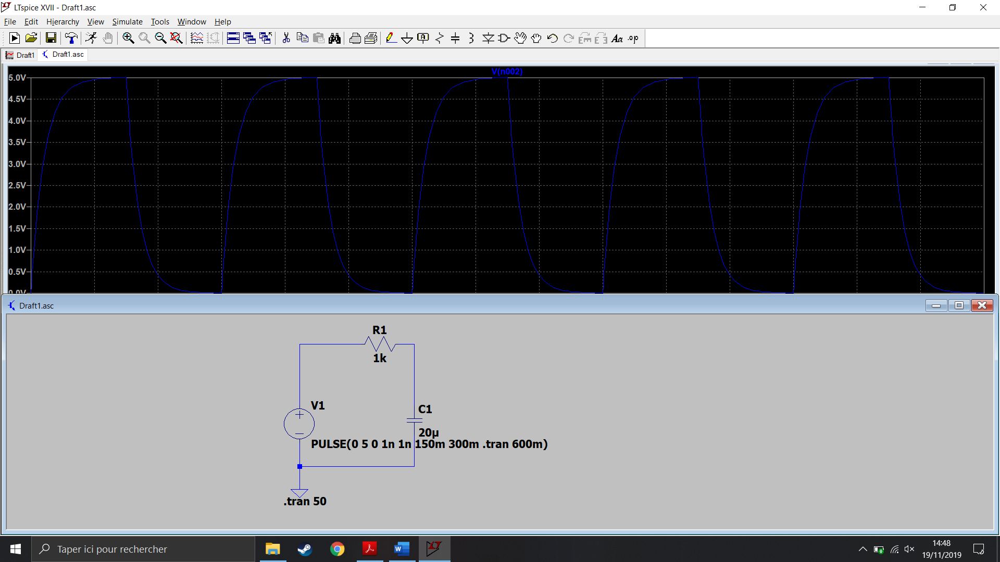 LTspice XVII - Draft1.asc
File Edit Hierarchy View Simulate Tools Window Help
Aa .op
Draft1 Draft1.asc
V(n002)
5.0V
4.5V
4.0V
3.5V
3.0V
2.5V
2.0V
1.5V
1.0V
0.5V
0.0V
Draft1.asc
R1
1k
V1
C1
20µ
PULSE(0 5 0 1n 1n 150m 300m .tran 600m)
.tran 50
Taper ici pour rechercher
14:48
19/11/2019